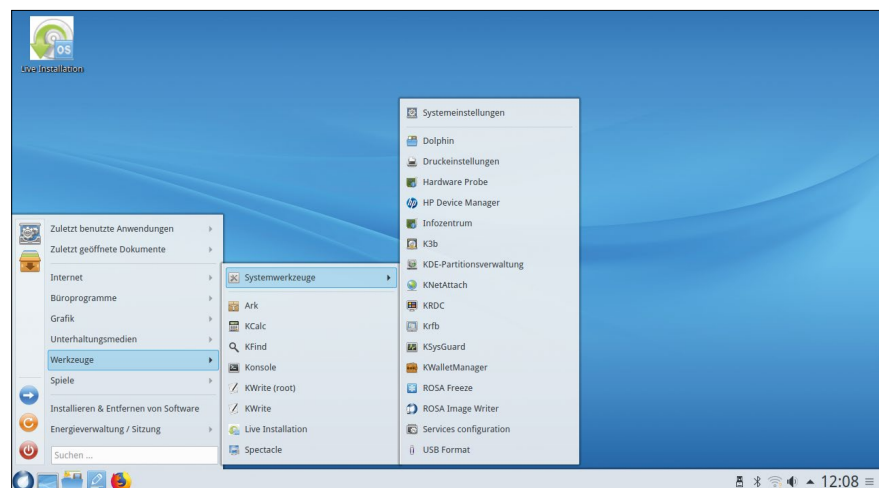 OS
Live Installation
Zuletzt benutzte Anwendungen
Zuletzt geöffnete Dokumente
Internet
Büroprogramme
Grafik
Unterhaltungsmedien
Werkzeuge
Spiele
Installieren & Entfernen von Software
Energieverwaltung / Sitzung
Suchen ...
Systemwerkzeuge
Ark
KCalc
KFind
Konsole
KWrite (root)
KWrite
Live Installation
Spectacle
Systemeinstellungen
Dolphin
Druckeinstellungen
Hardware Probe
HP Device Manager
Infozentrum
K3b
KDE-Partitionsverwaltung
KNetAttach
KRDC
Krfb
KSysGuard
KWalletManager
ROSA Freeze
ROSA Image Writer
Services configuration
USB Format
12:08